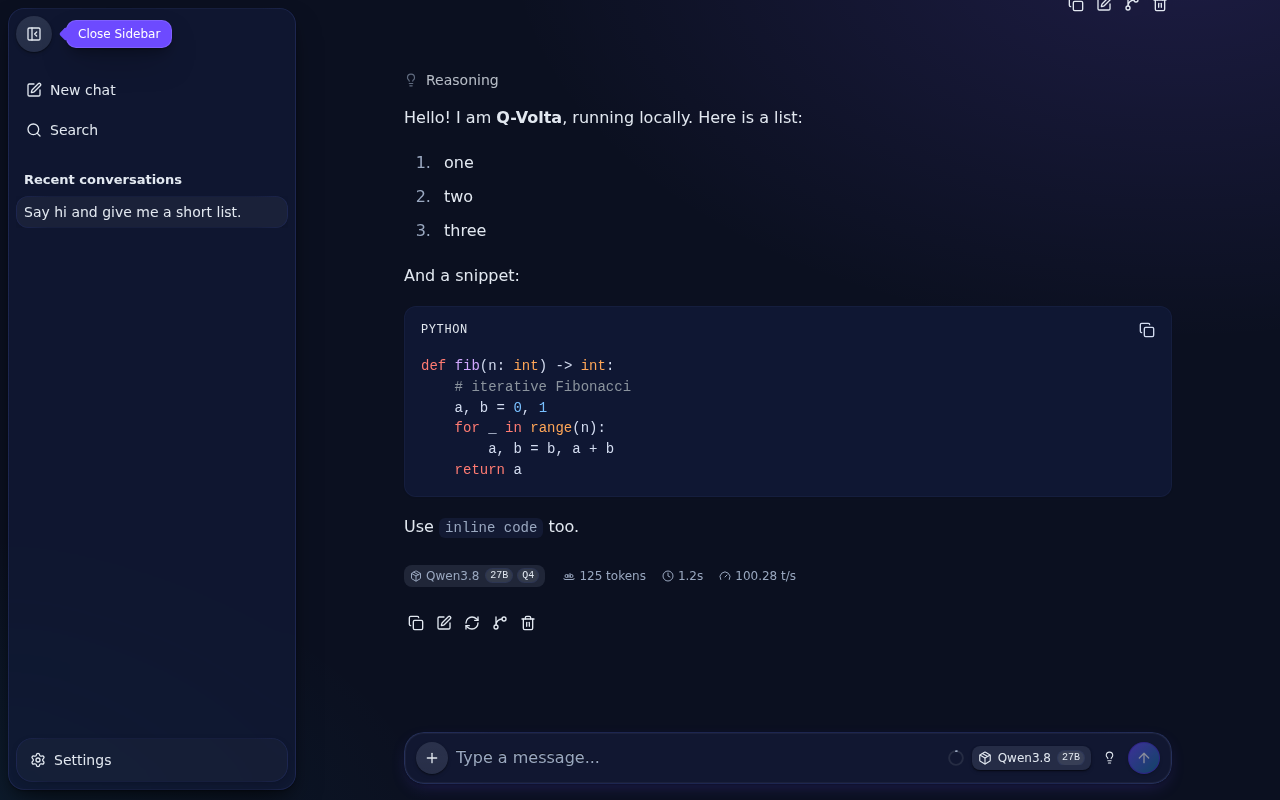 Close Sidebar
New chat
Search
Recent conversations
Say hi and give me a short list.
Settings
Reasoning
Hello! I am Q-Volta, running locally. Here is a list:
1. one
2. two
3. three
And a snippet:
PYTHON
def fib(n: int) -> int:
    # iterative Fibonacci
    a, b = 0, 1
    for _ in range(n):
        a, b = b, a + b
    return a
Use inline code too.
Qwen3.8 27B Q4 125 tokens 1.2s 100.28 t/s
Type a message...
Qwen3.8 27B